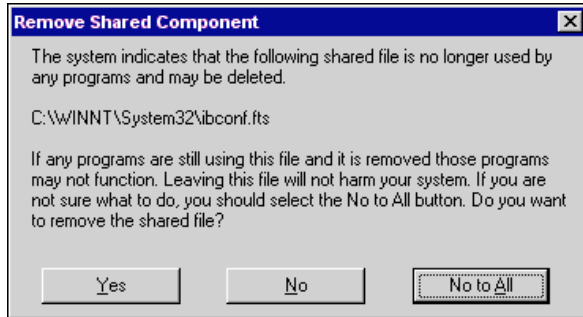 Remove Shared Component
The system indicates that the following shared file is no longer used by
any programs and may be deleted.
C:\WINNT\System32\ibconf.fts
If any programs are still using this file and it is removed those programs
may not function. Leaving this file will not harm your system. If you are
not sure what to do, you should select the No to All button. Do you want
to remove the shared file?
Yes
No
No to All